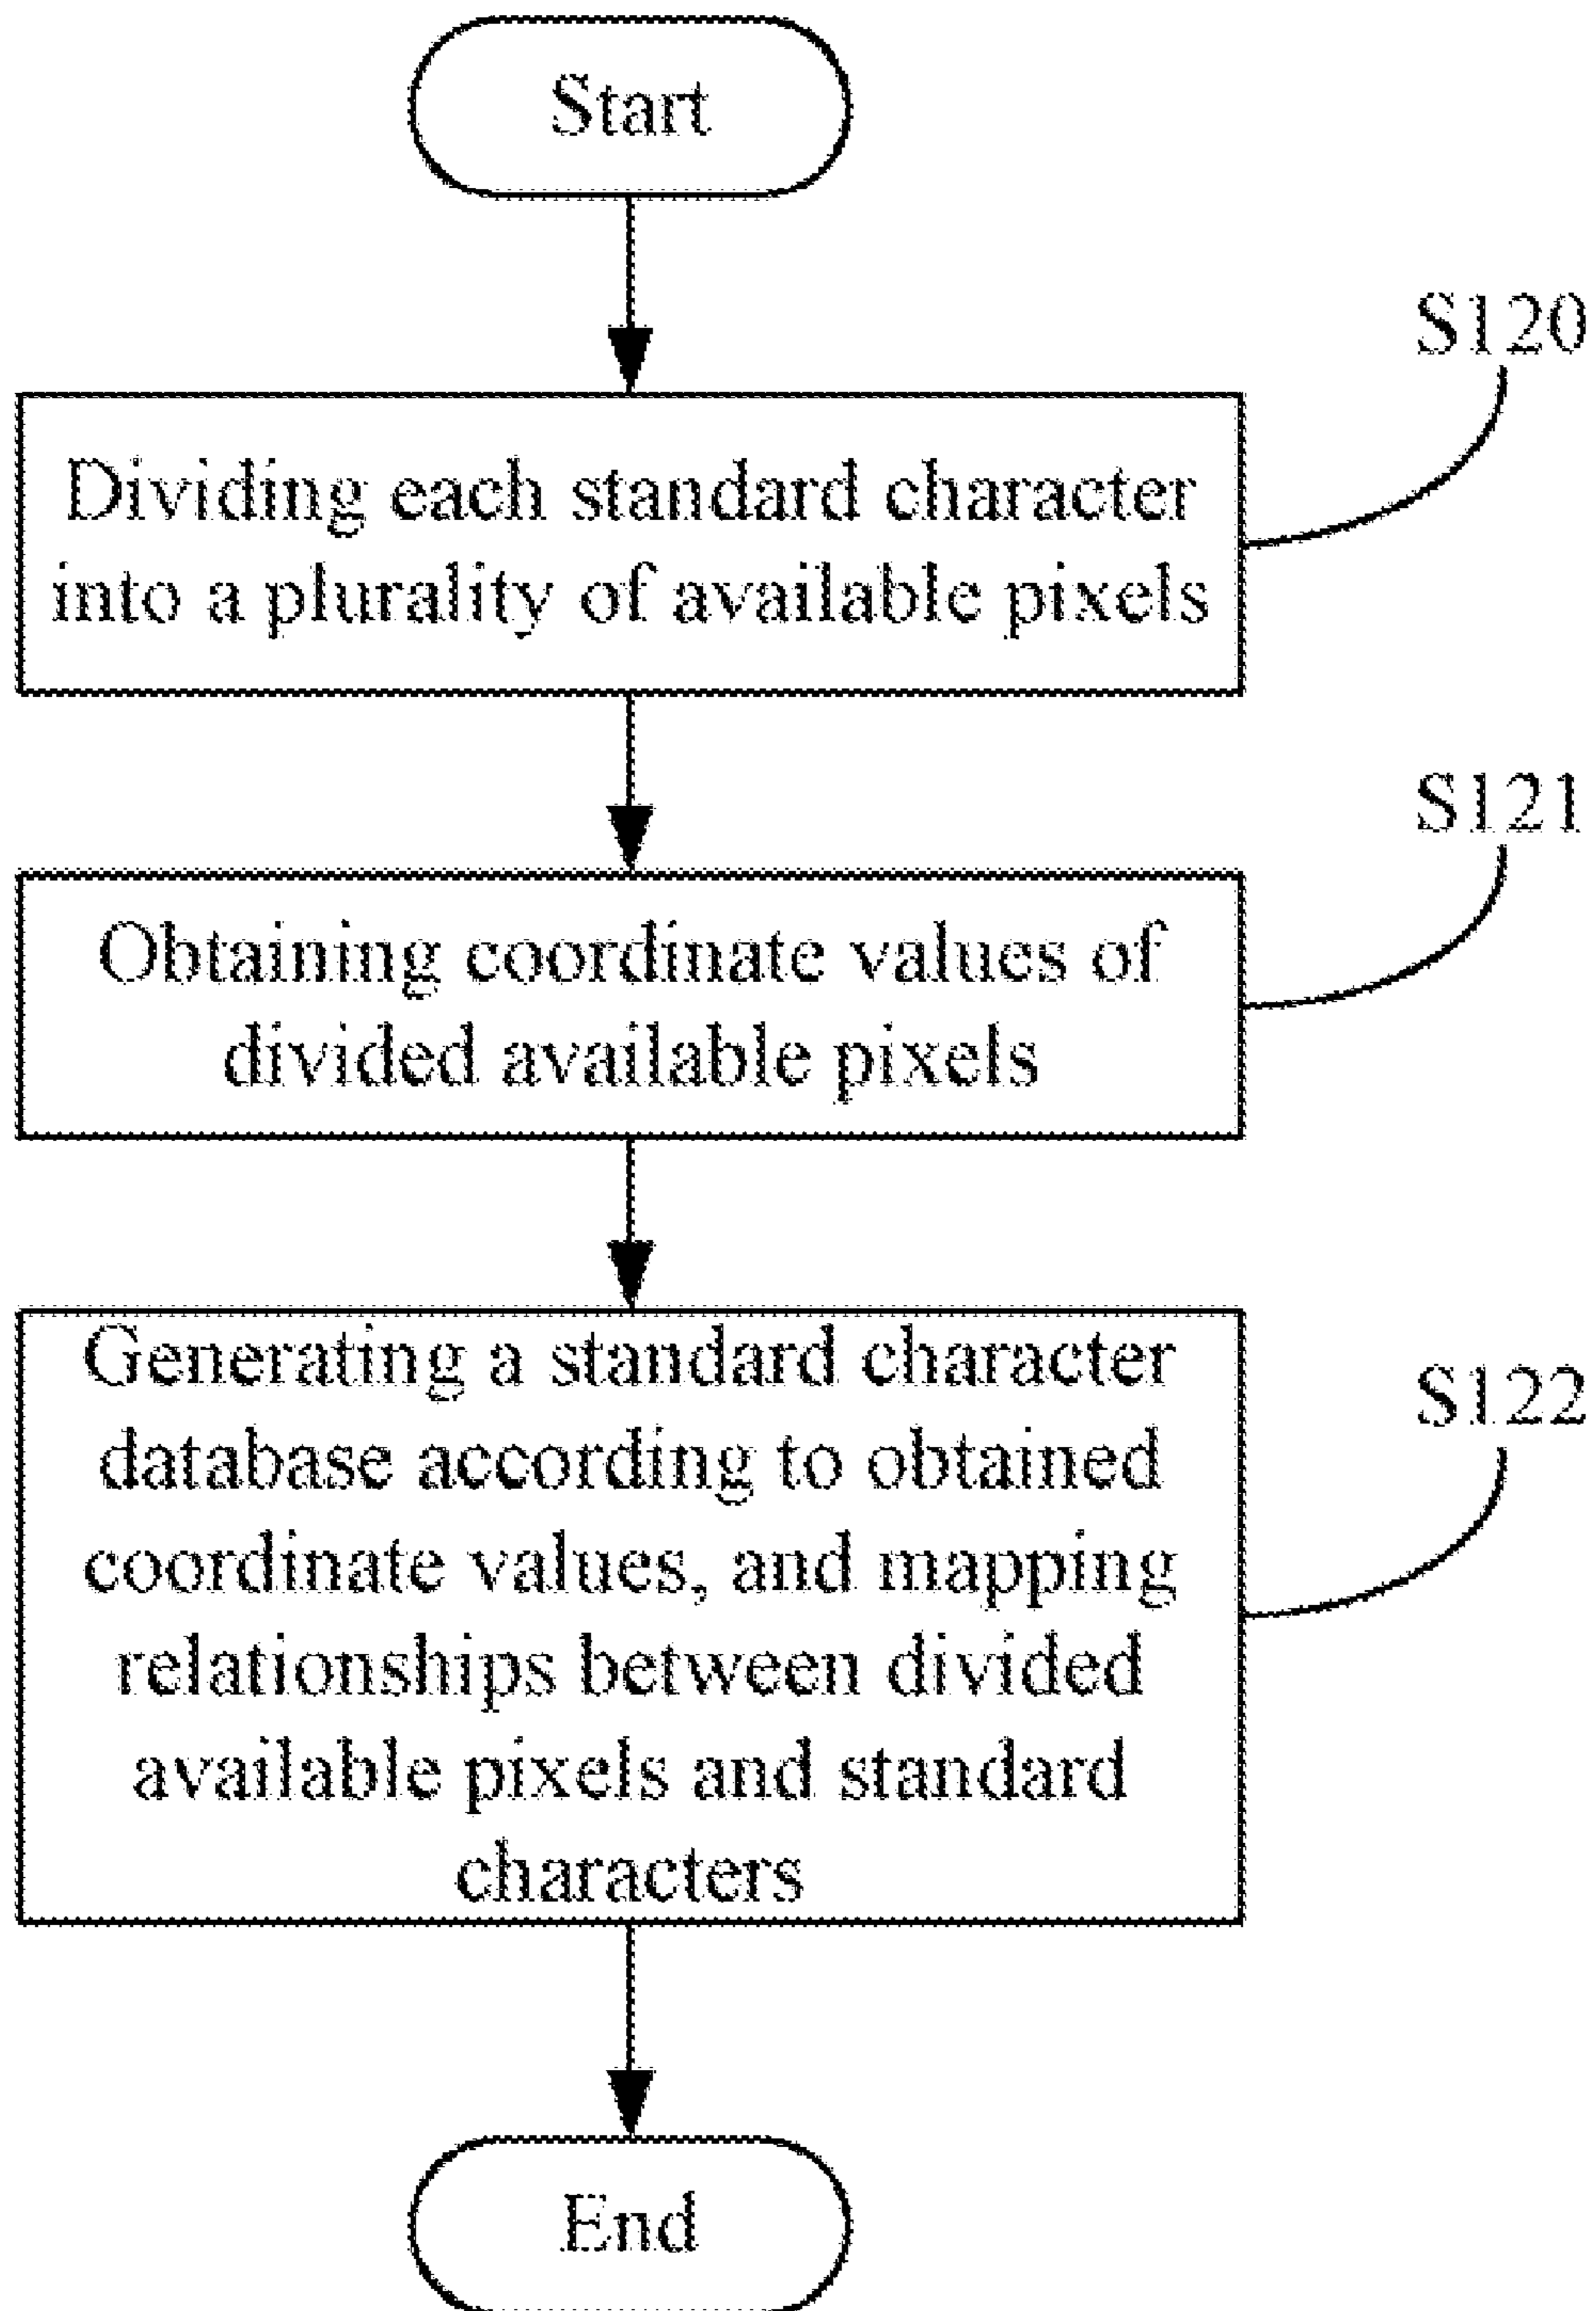 Start
S120
Dividing each standard character
into a plurality of available pixels
S121
Obtaining coordinate values of
divided available pixels
Generating a standard character
S122
database according to obtained
coordinate values, and mapping
relationships between divided
available pixels and standard
characters
End